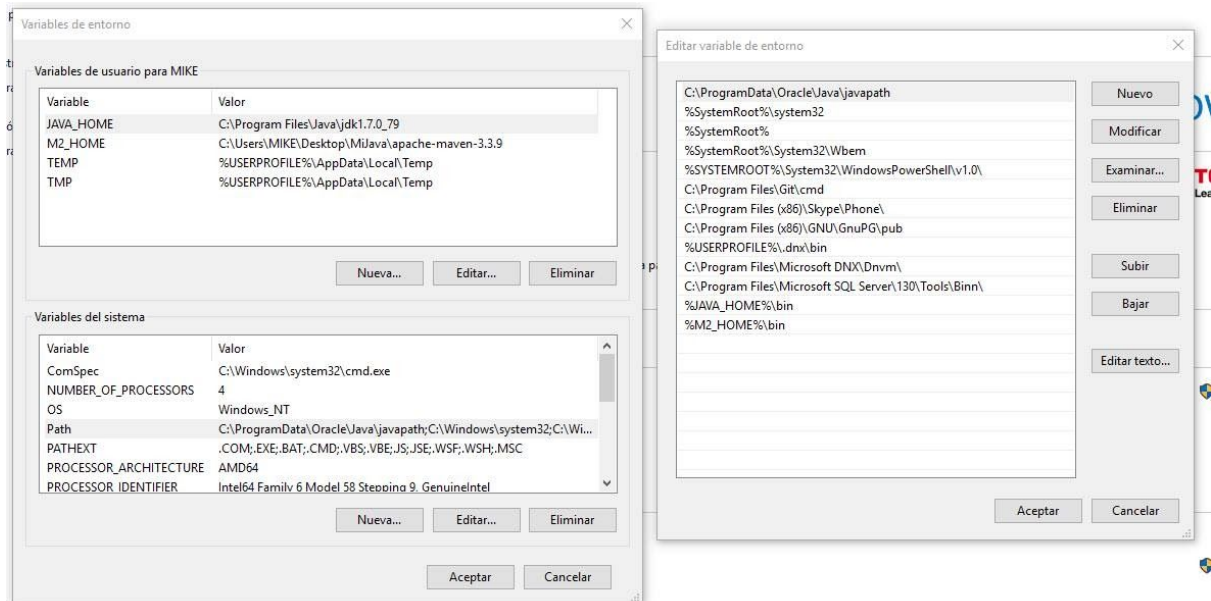 Variables de entorno
Variables de usuario para MIKE
Variable Valor
JAVA_HOME C:\Program Files\Java\jdk1.7.0_79
M2_HOME C:\Users\MIKE\Desktop\MiJava\apache-maven-3.3.9
TEMP %USERPROFILE%\AppData\Local\Temp
TMP %USERPROFILE%\AppData\Local\Temp
Nueva... Editar... Eliminar
Variables del sistema
Variable Valor
ComSpec C:\Windows\system32\cmd.exe
NUMBER_OF_PROCESSORS 4
OS Windows_NT
Path C:\ProgramData\Oracle\Java\javapath;C:\Windows\system32;C:\Wi...
PATHEXT .COM;.EXE;.BAT;.CMD;.VBS;.VBE;.JS;.JSE;.WSF;.WSH;.MSC
PROCESSOR_ARCHITECTURE AMD64
PROCESSOR_IDENTIFIER Intel64 Family 6 Model 58 Stepping 9, GenuineIntel
Nueva... Editar... Eliminar
Aceptar Cancelar
Editar variable de entorno
C:\ProgramData\Oracle\Java\javapath
%SystemRoot%\system32
%SystemRoot%
%SystemRoot%\System32\Wbem
%SYSTEMROOT%\System32\WindowsPowerShell\v1.0\
C:\Program Files\Git\cmd
C:\Program Files (x86)\Skype\Phone\
C:\Program Files (x86)\GNU\GnuPG\pub
%USERPROFILE%\.dnx\bin
C:\Program Files\Microsoft DNX\Dnvm\
C:\Program Files\Microsoft SQL Server\130\Tools\Binn\
%JAVA_HOME%\bin
%M2_HOME%\bin
Nuevo
Modificar
Examinar...
Eliminar
Subir
Bajar
Editar texto...
Aceptar Cancelar